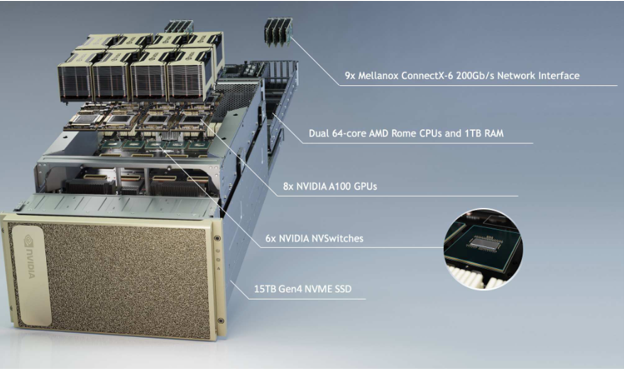 9x Mellanox ConnectX-6 200Gb/s Network Interface
Dual 64-core AMD Rome CPUs and 1TB RAM
8x NVIDIA A100 GPUs
6x NVIDIA NVSwitches
15TB Gen4 NVME SSD
NVIDIA